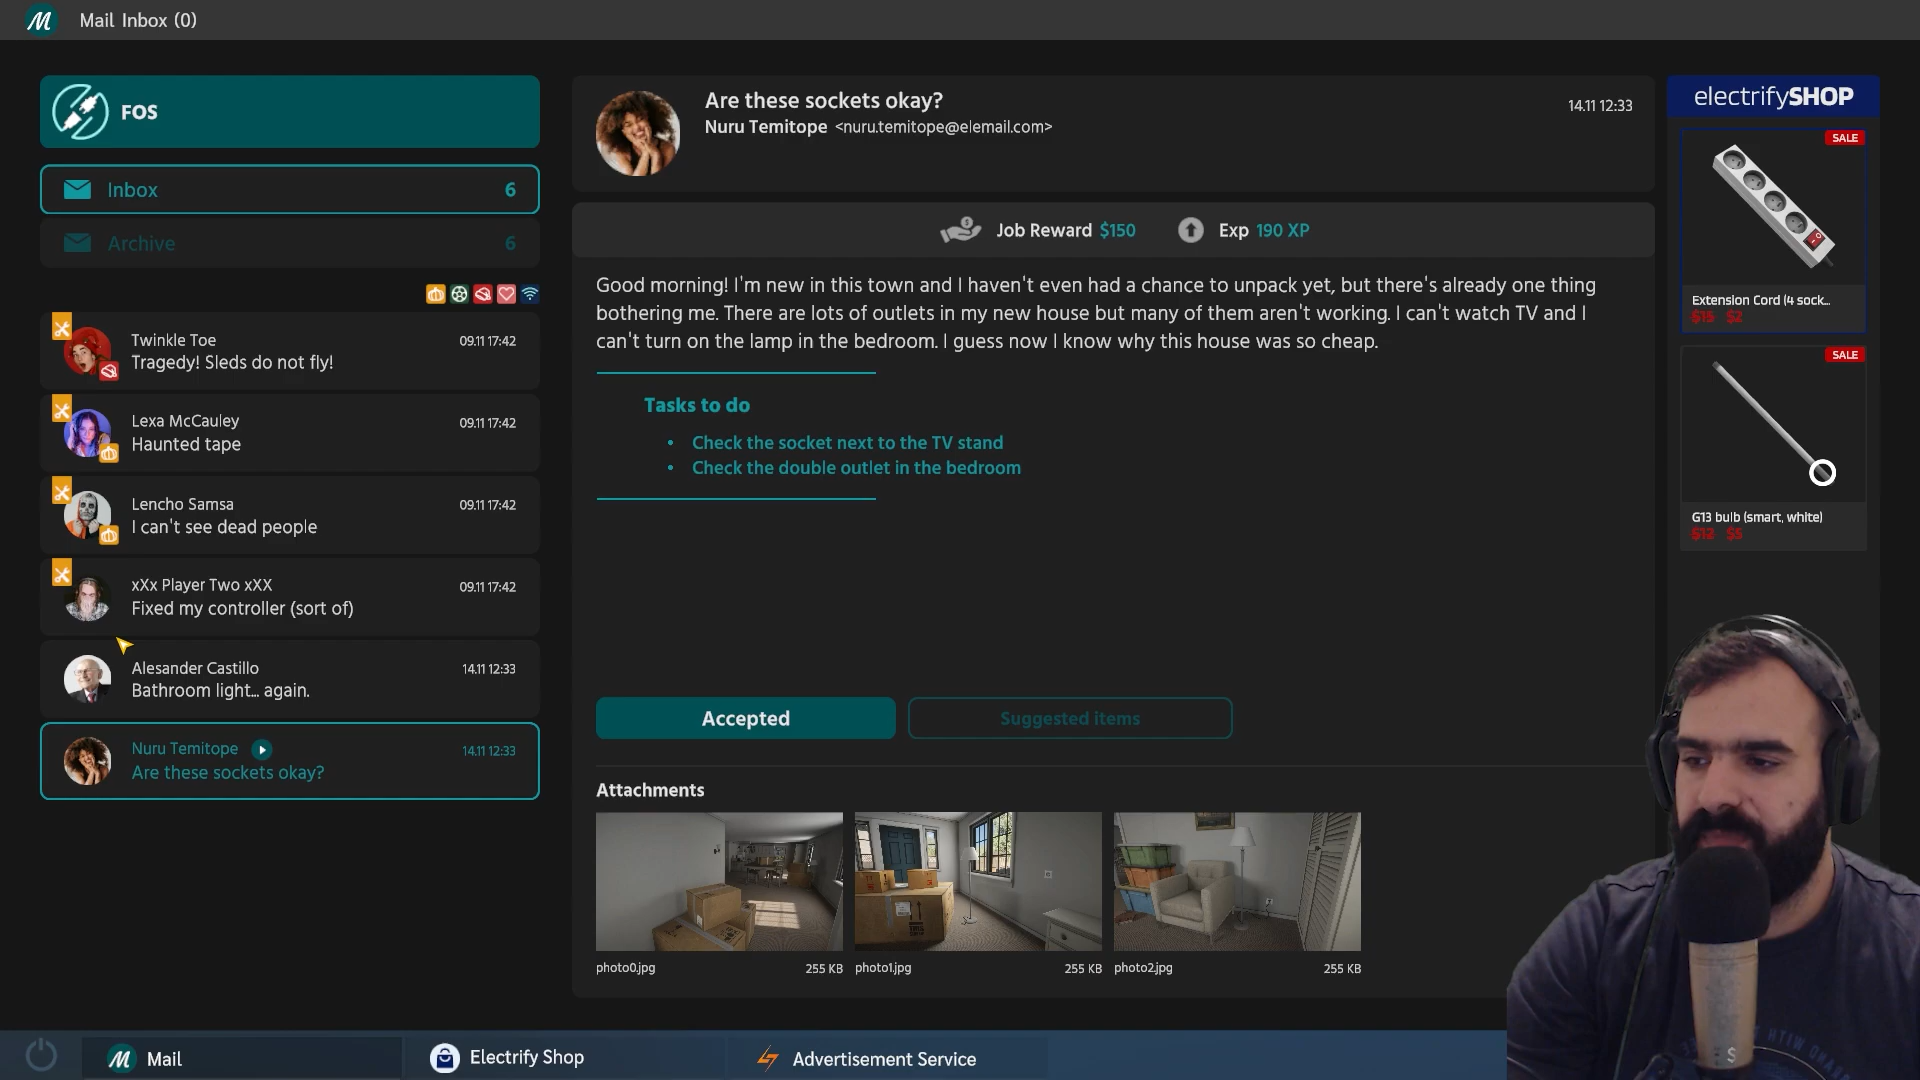 Mail Inbox (0)
FOS
Inbox 6
Archive 6
Twinkle Toe 09.11 17:42
Tragedy! Sleds do not fly!
Lexa McCauley 09.11 17:42
Haunted tape
Lencho Samsa 09.11 17:42
I can't see dead people
xXx Player Two xXX 09.11 17:42
Fixed my controller (sort of)
Alesander Castillo 14.11 12:33
Bathroom light... again.
Nuru Temitope 14.11 12:33
Are these sockets okay?
Are these sockets okay? 14.11 12:33
Nuru Temitope <nuru.temitope@elemail.com>
Job Reward $150 Exp 190 XP
Good morning! I'm new in this town and I haven't even had a chance to unpack yet, but there's already one thing
bothering me. There are lots of outlets in my new house but many of them aren't working. I can't watch TV and I
can't turn on the lamp in the bedroom. I guess now I know why this house was so cheap.
Tasks to do
• Check the socket next to the TV stand
• Check the double outlet in the bedroom
Accepted Suggested items
Attachments
photo0.jpg 255 KB photo1.jpg 255 KB photo2.jpg 255 KB
electrifySHOP
SALE
Extension Cord (4 sock...
$15 $2
SALE
G13 bulb (smart, white)
$12 $5
Mail Electrify Shop Advertisement Service